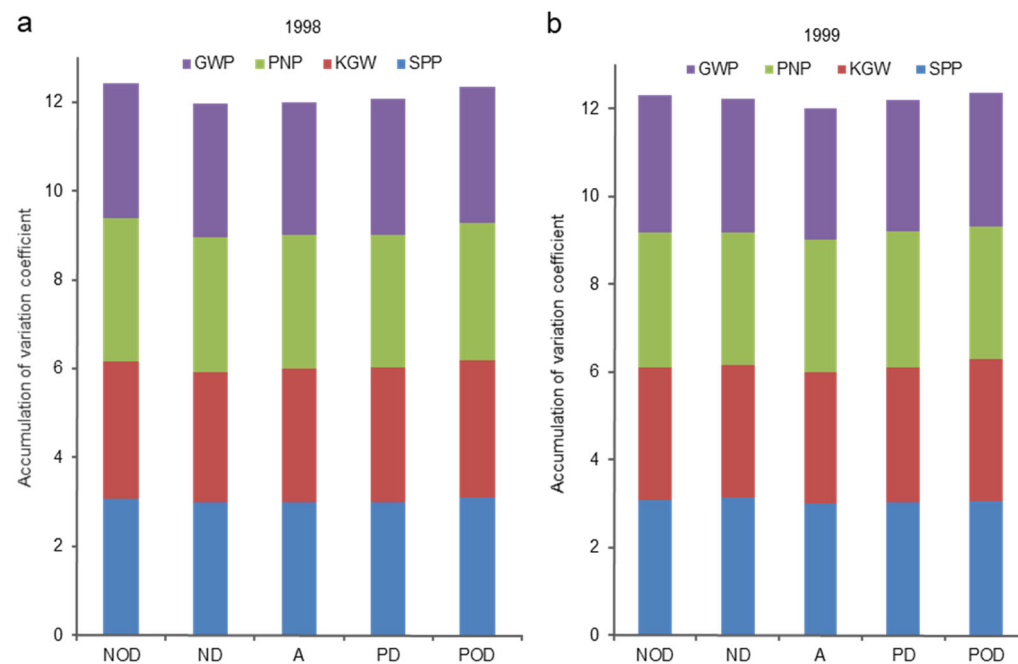 a
1998
GWP PNP KGW SPP
Accumulation of variation coefficient
12
10
8
6
4
2
0
NOD ND A PD POD
b
1999
GWP PNP KGW SPP
Accumulation of variation coefficient
12
10
8
6
4
2
0
NOD ND A PD POD